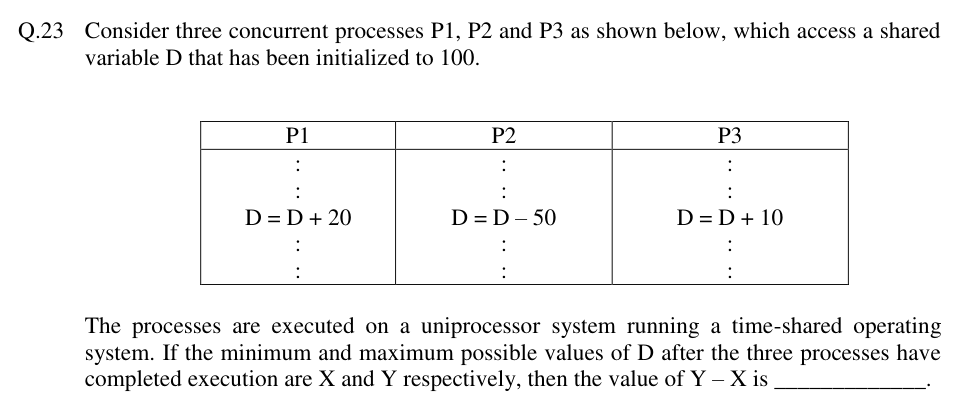 Q.23 Consider three concurrent processes P1, P2 and P3 as shown below, which access a shared
variable D that has been initialized to 100.
P1 P2 P3
: : :
: : :
D = D + 20 D = D – 50 D = D + 10
: : :
: : :
The processes are executed on a uniprocessor system running a time-shared operating
system. If the minimum and maximum possible values of D after the three processes have
completed execution are X and Y respectively, then the value of Y – X is ______________.